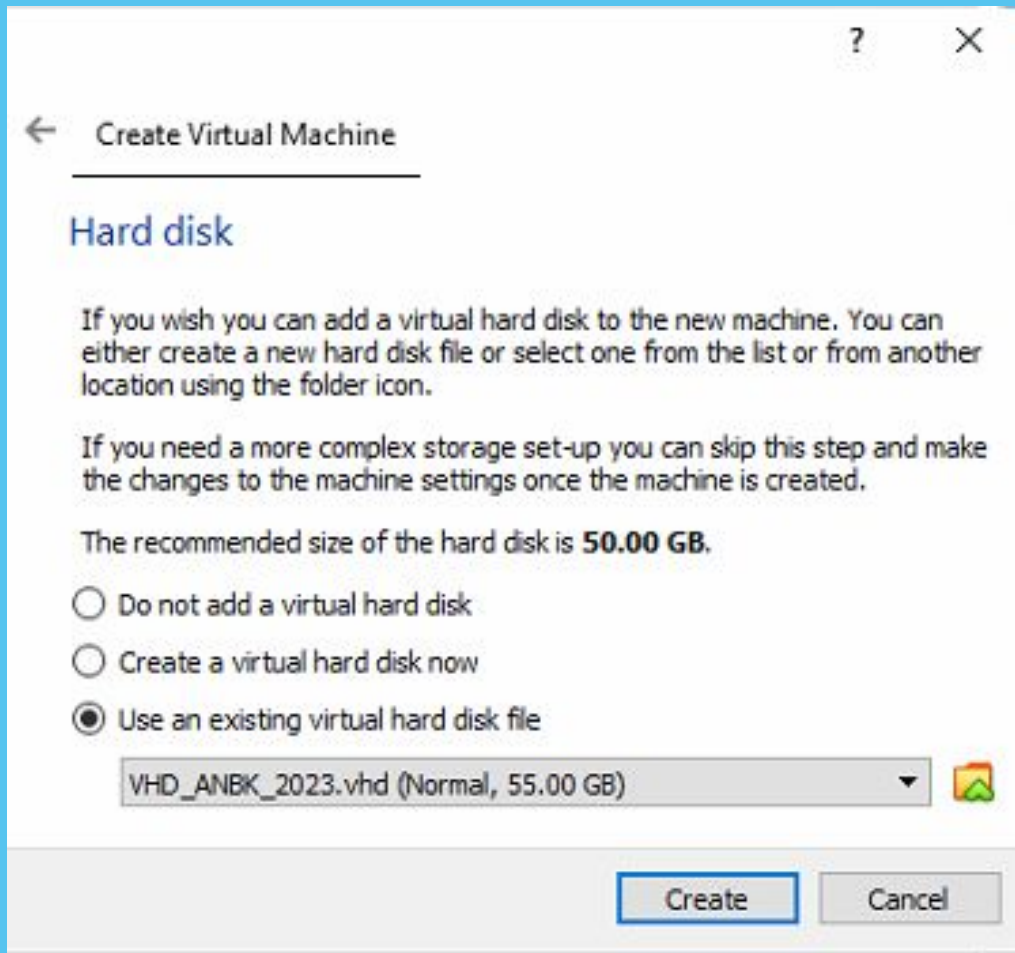 ?
Create Virtual Machine
Hard disk
If you wish you can add a virtual hard disk to the new machine. You can
either create a new hard disk file or select one from the list or from another
location using the folder icon.
If you need a more complex storage set-up you can skip this step and make
the changes to the machine settings once the machine is created.
The recommended size of the hard disk is 50.00 GB.
Do not add a virtual hard disk
Create a virtual hard disk now
Use an existing virtual hard disk file
VHD_ANBK_2023.vhd (Normal, 55.00 GB)
Create Cancel